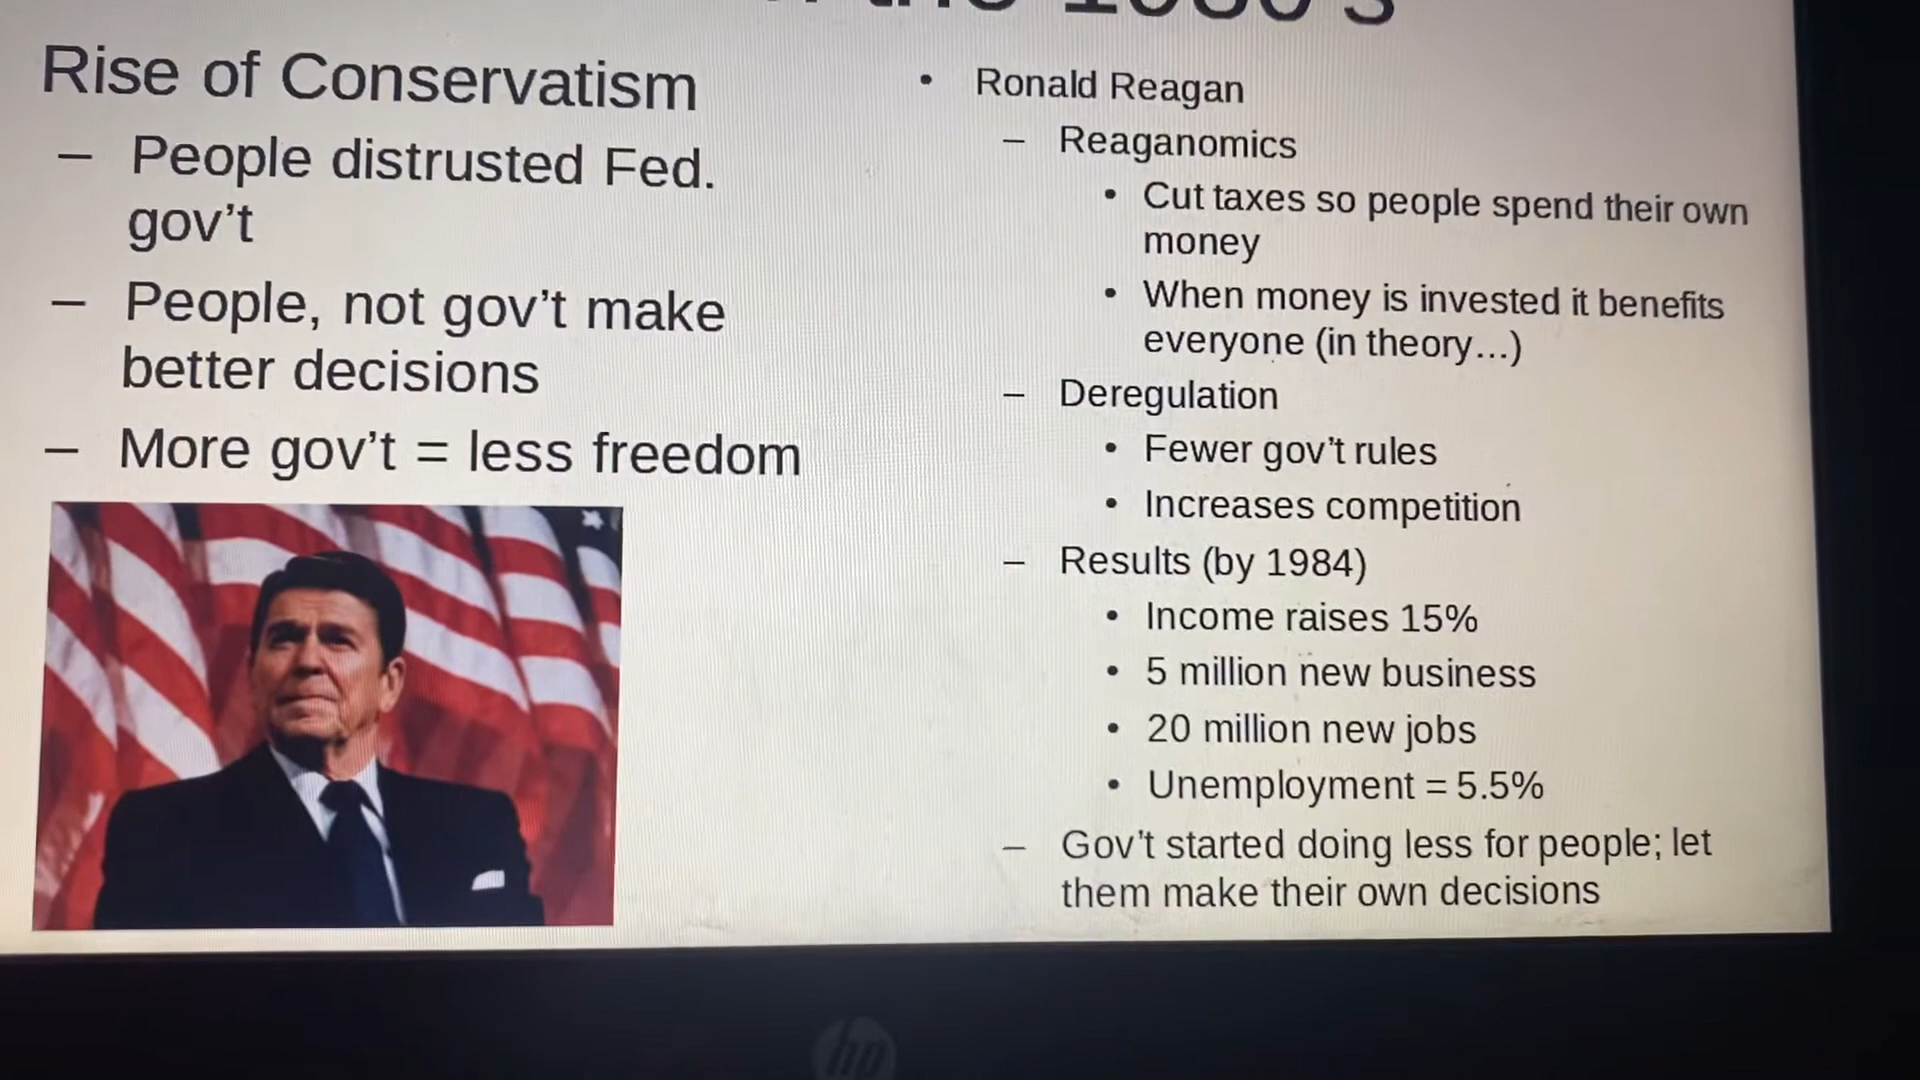 the 1980's
Rise of Conservatism
– People distrusted Fed.
gov't
– People, not gov't make
better decisions
– More gov't = less freedom
• Ronald Reagan
– Reaganomics
• Cut taxes so people spend their own
money
• When money is invested it benefits
everyone (in theory…)
– Deregulation
• Fewer gov't rules
• Increases competition
– Results (by 1984)
• Income raises 15%
• 5 million new business
• 20 million new jobs
• Unemployment = 5.5%
– Gov't started doing less for people; let
them make their own decisions
hp